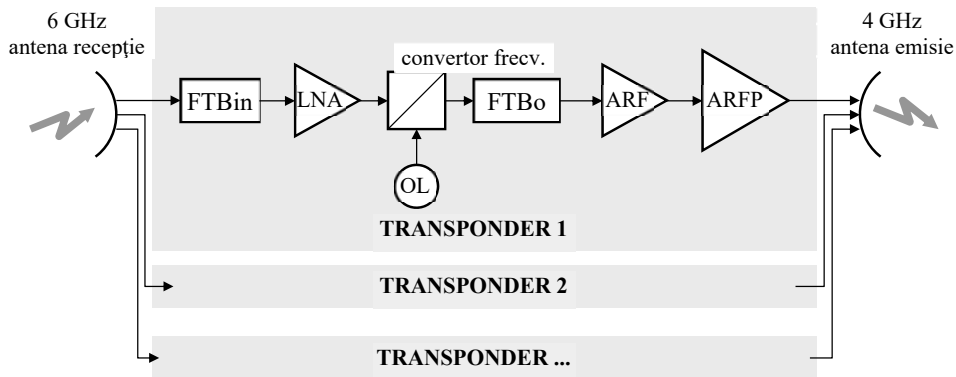 6 GHz
antena recepţie
4 GHz
antena emisie
convertor frecv.
FTBin
LNA
FTBo
ARF
ARFP
OL
TRANSPONDER 1
TRANSPONDER 2
TRANSPONDER ...